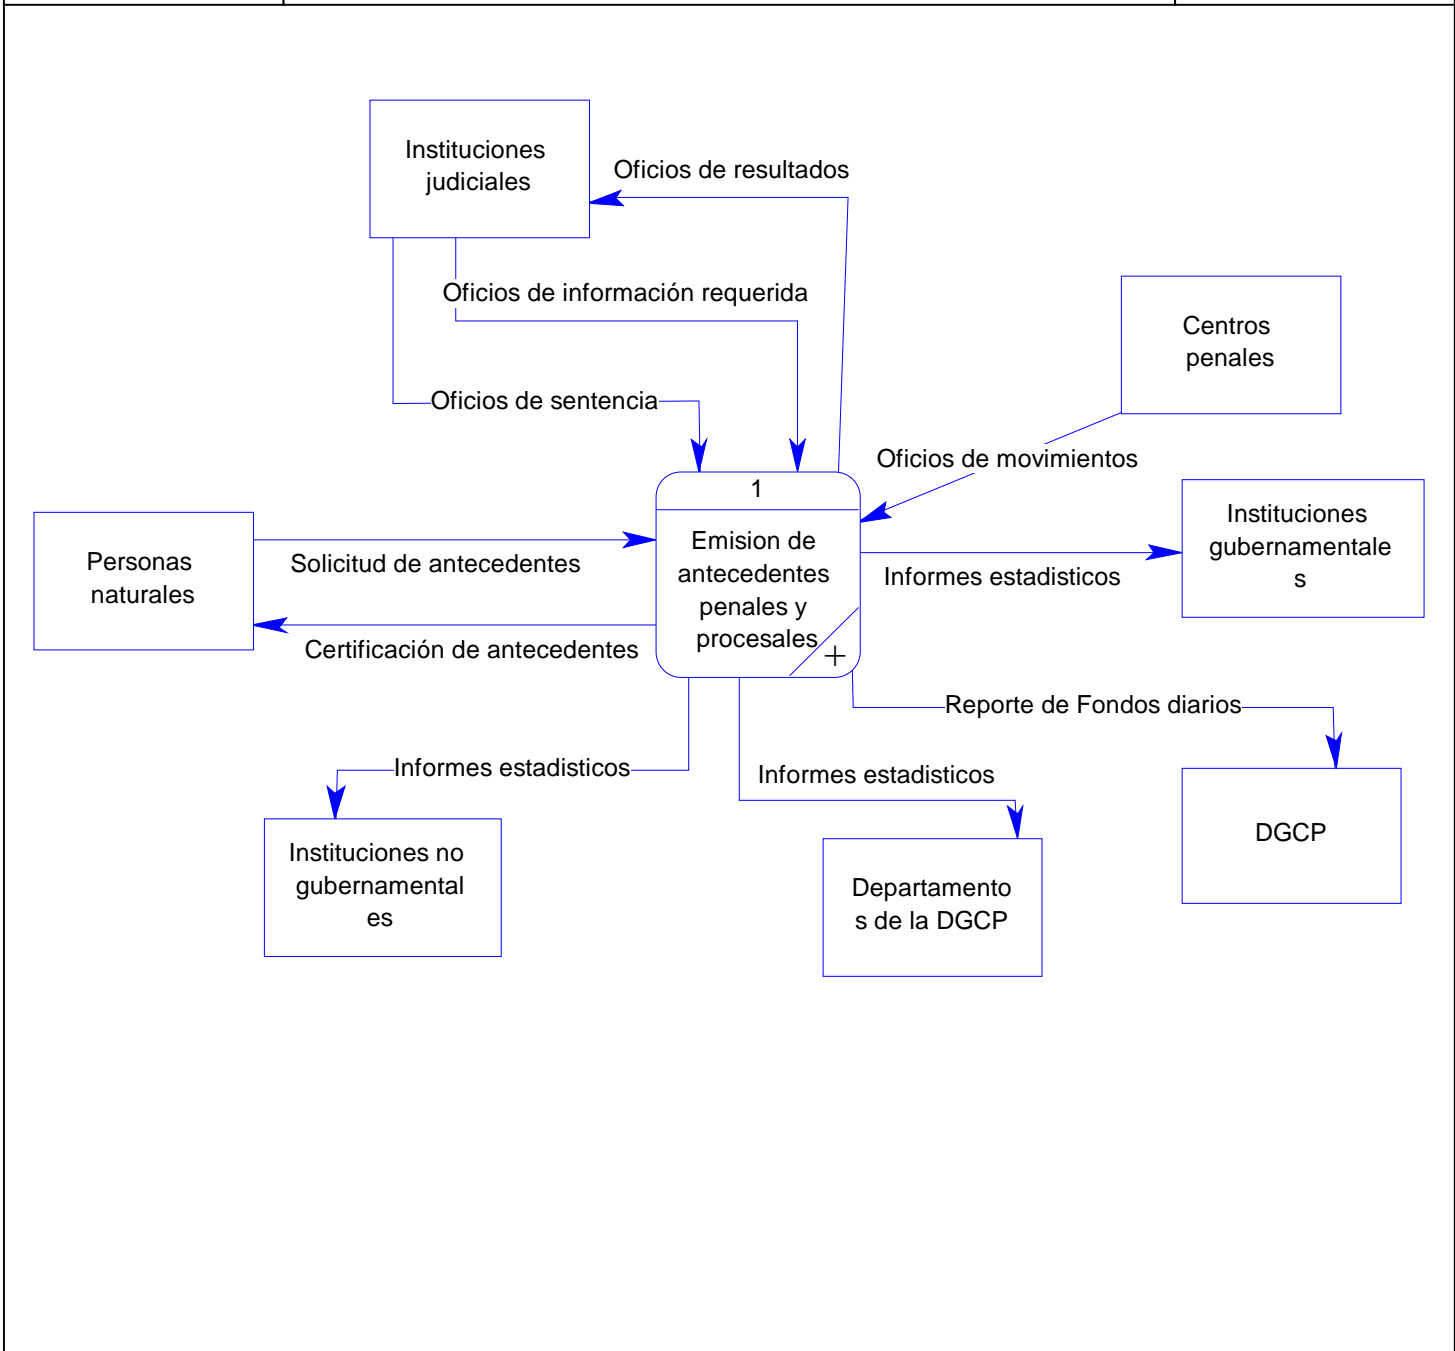 Instituciones
judiciales
Oficios de resultados
Oficios de información requerida
Centros
penales
Oficios de sentencia
Oficios de movimientos
1
Emision de
antecedentes
penales y
procesales
Personas
naturales
Solicitud de antecedentes
Certificación de antecedentes
Instituciones
gubernamentale
s
Informes estadisticos
Reporte de Fondos diarios
Informes estadisticos
Informes estadisticos
DGCP
Instituciones no
gubernamental
es
Departamento
s de la DGCP